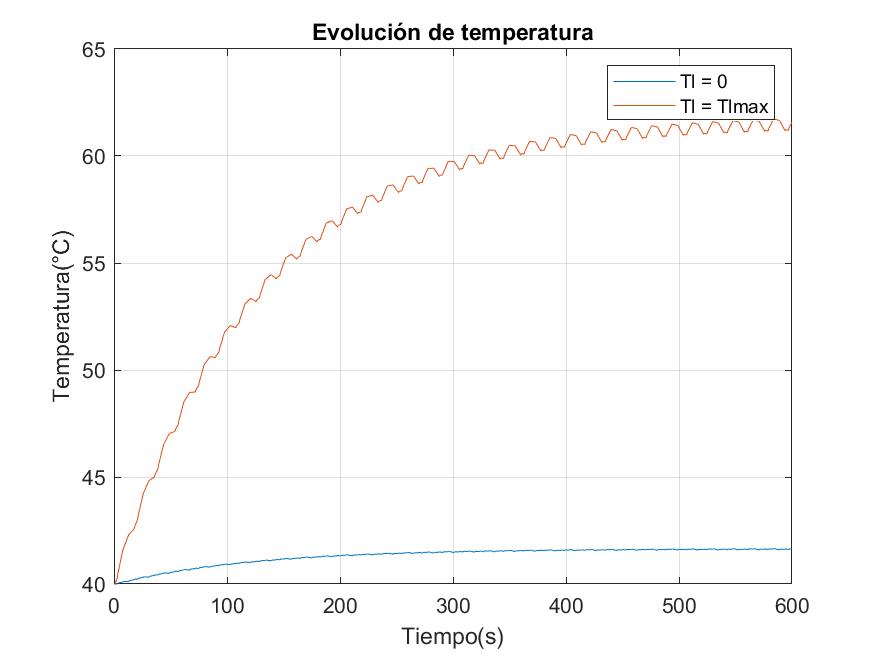 Evolución de temperatura
Tl = 0
Tl = Tlmax
Temperatura(°C)
65
60
55
50
45
40
0 100 200 300 400 500 600
Tiempo(s)